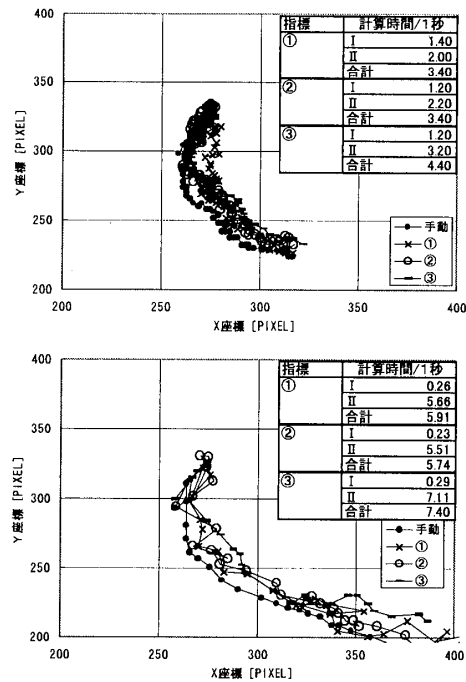 400
350
300
250
200
Y座標 [PIXEL]
200 250 300 350 400
X座標 [PIXEL]
指標 計算時間/1秒
① Ⅰ 1.40
Ⅱ 2.00
合計 3.40
② Ⅰ 1.20
Ⅱ 2.20
合計 3.40
③ Ⅰ 1.20
Ⅱ 3.20
合計 4.40
手動
①
②
③
400
350
300
250
200
Y座標 [PIXEL]
200 250 300 350 400
X座標 [PIXEL]
指標 計算時間/1秒
① Ⅰ 0.26
Ⅱ 5.66
合計 5.91
② Ⅰ 0.23
Ⅱ 5.51
合計 5.74
③ Ⅰ 0.29
Ⅱ 7.11
合計 7.40
手動
①
②
③